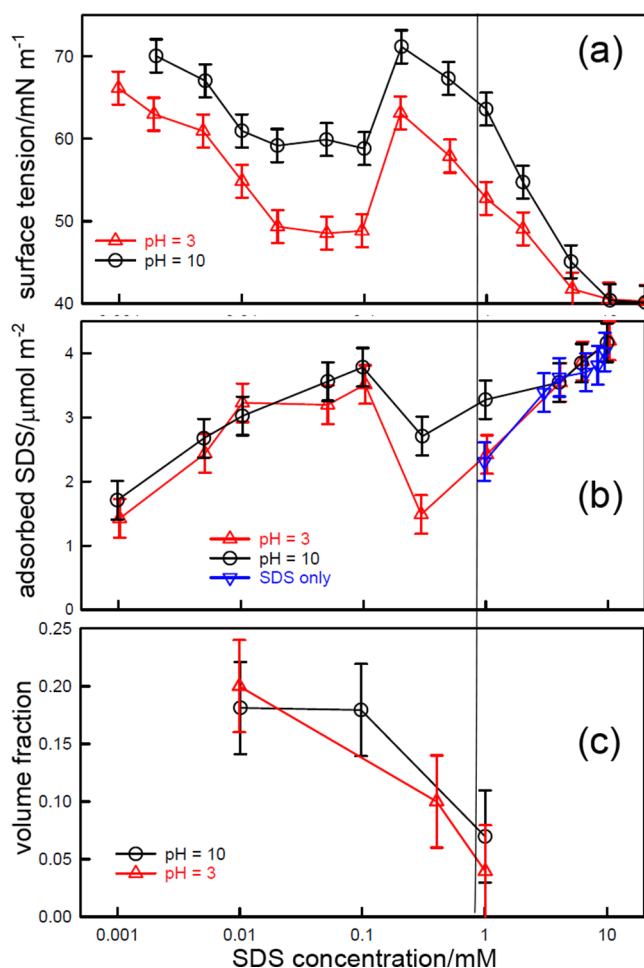 (a)
surface tension/mN m⁻¹
70
60
50
40
pH = 3
pH = 10
(b)
adsorbed SDS/µmol m⁻²
4
3
2
1
0
pH = 3
pH = 10
SDS only
(c)
volume fraction
0.25
0.20
0.15
0.10
0.05
0.00
pH = 10
pH = 3
0.001
0.01
0.1
1
10
SDS concentration/mM